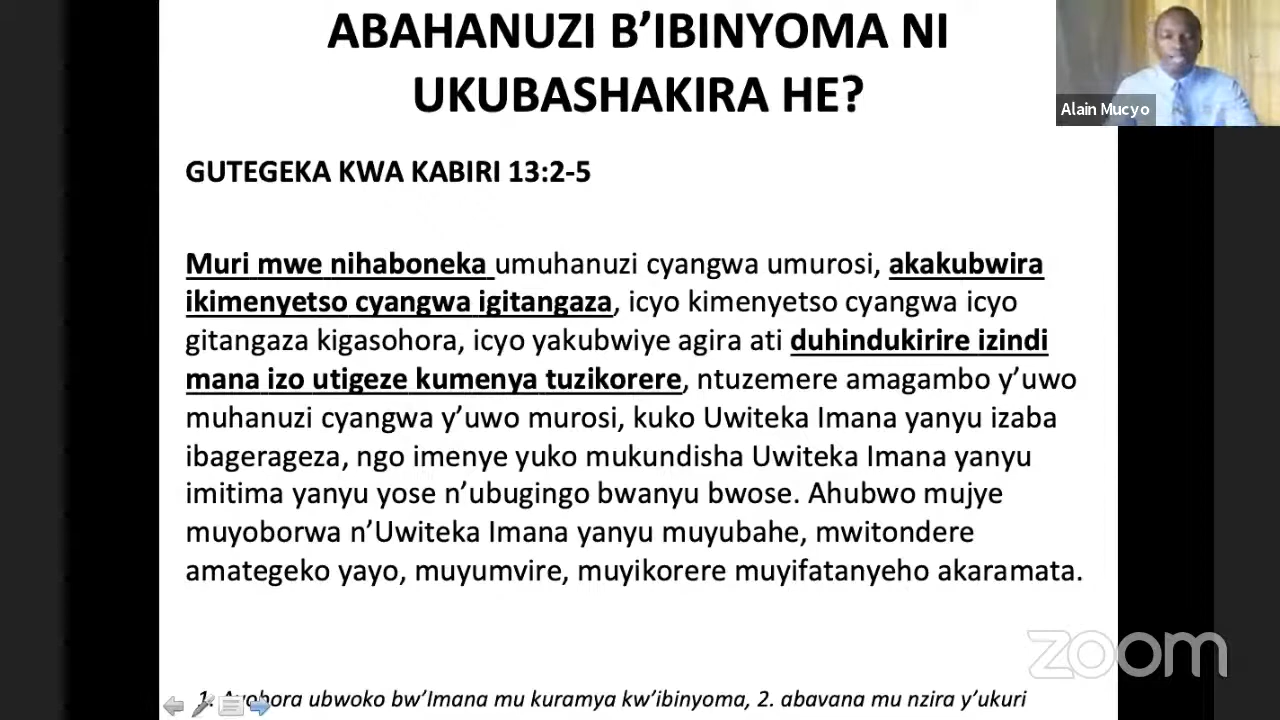 ABAHANUZI B’IBINYOMA NI
UKUBASHAKIRA HE?
Alain Mucyo
GUTEGEKA KWA KABIRI 13:2-5
Muri mwe nihaboneka umuhanuzi cyangwa umurosi, akakubwira
ikimenyetso cyangwa igitangaza, icyo kimenyetso cyangwa icyo
gitangaza kigasohora, icyo yakubwiye agira ati duhindukirire izindi
mana izo utigeze kumenya tuzikorere, ntuzemere amagambo y’uwo
muhanuzi cyangwa y’uwo murosi, kuko Uwiteka Imana yanyu izaba
ibagerageza, ngo imenye yuko mukundisha Uwiteka Imana yanyu
imitima yanyu yose n’ubugingo bwanyu bwose. Ahubwo mujye
muyoborwa n’Uwiteka Imana yanyu muyubahe, mwitondere
amategeko yayo, muyumvire, muyikorere muyifatanyeho akaramata.
zoom
1. ubwoko bw’Imana mu kuramya kw’ibinyoma, 2. abavana mu nzira y’ukuri